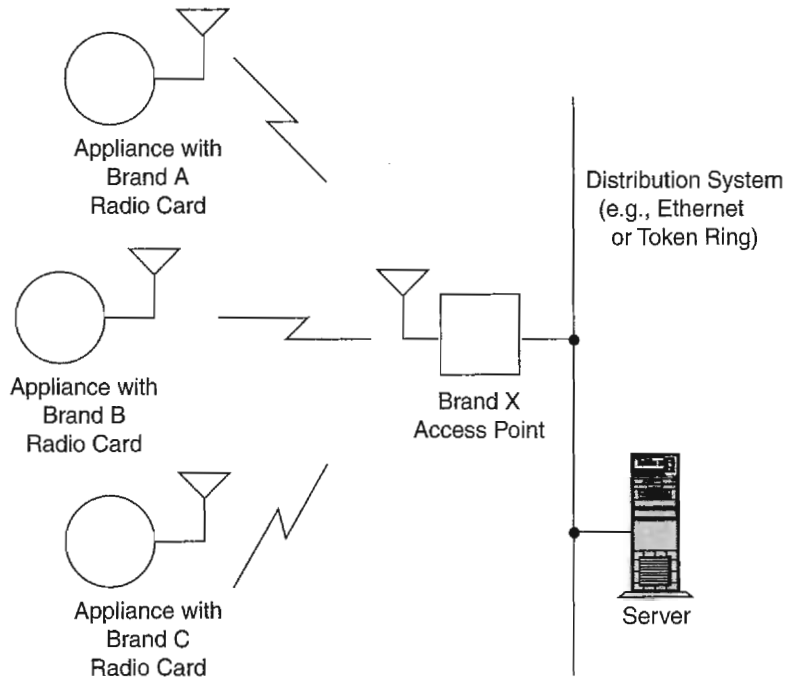 Appliance with
Brand A
Radio Card
Distribution System
(e.g., Ethernet
or Token Ring)
Appliance with
Brand B
Radio Card
Brand X
Access Point
Appliance with
Brand C
Radio Card
Server